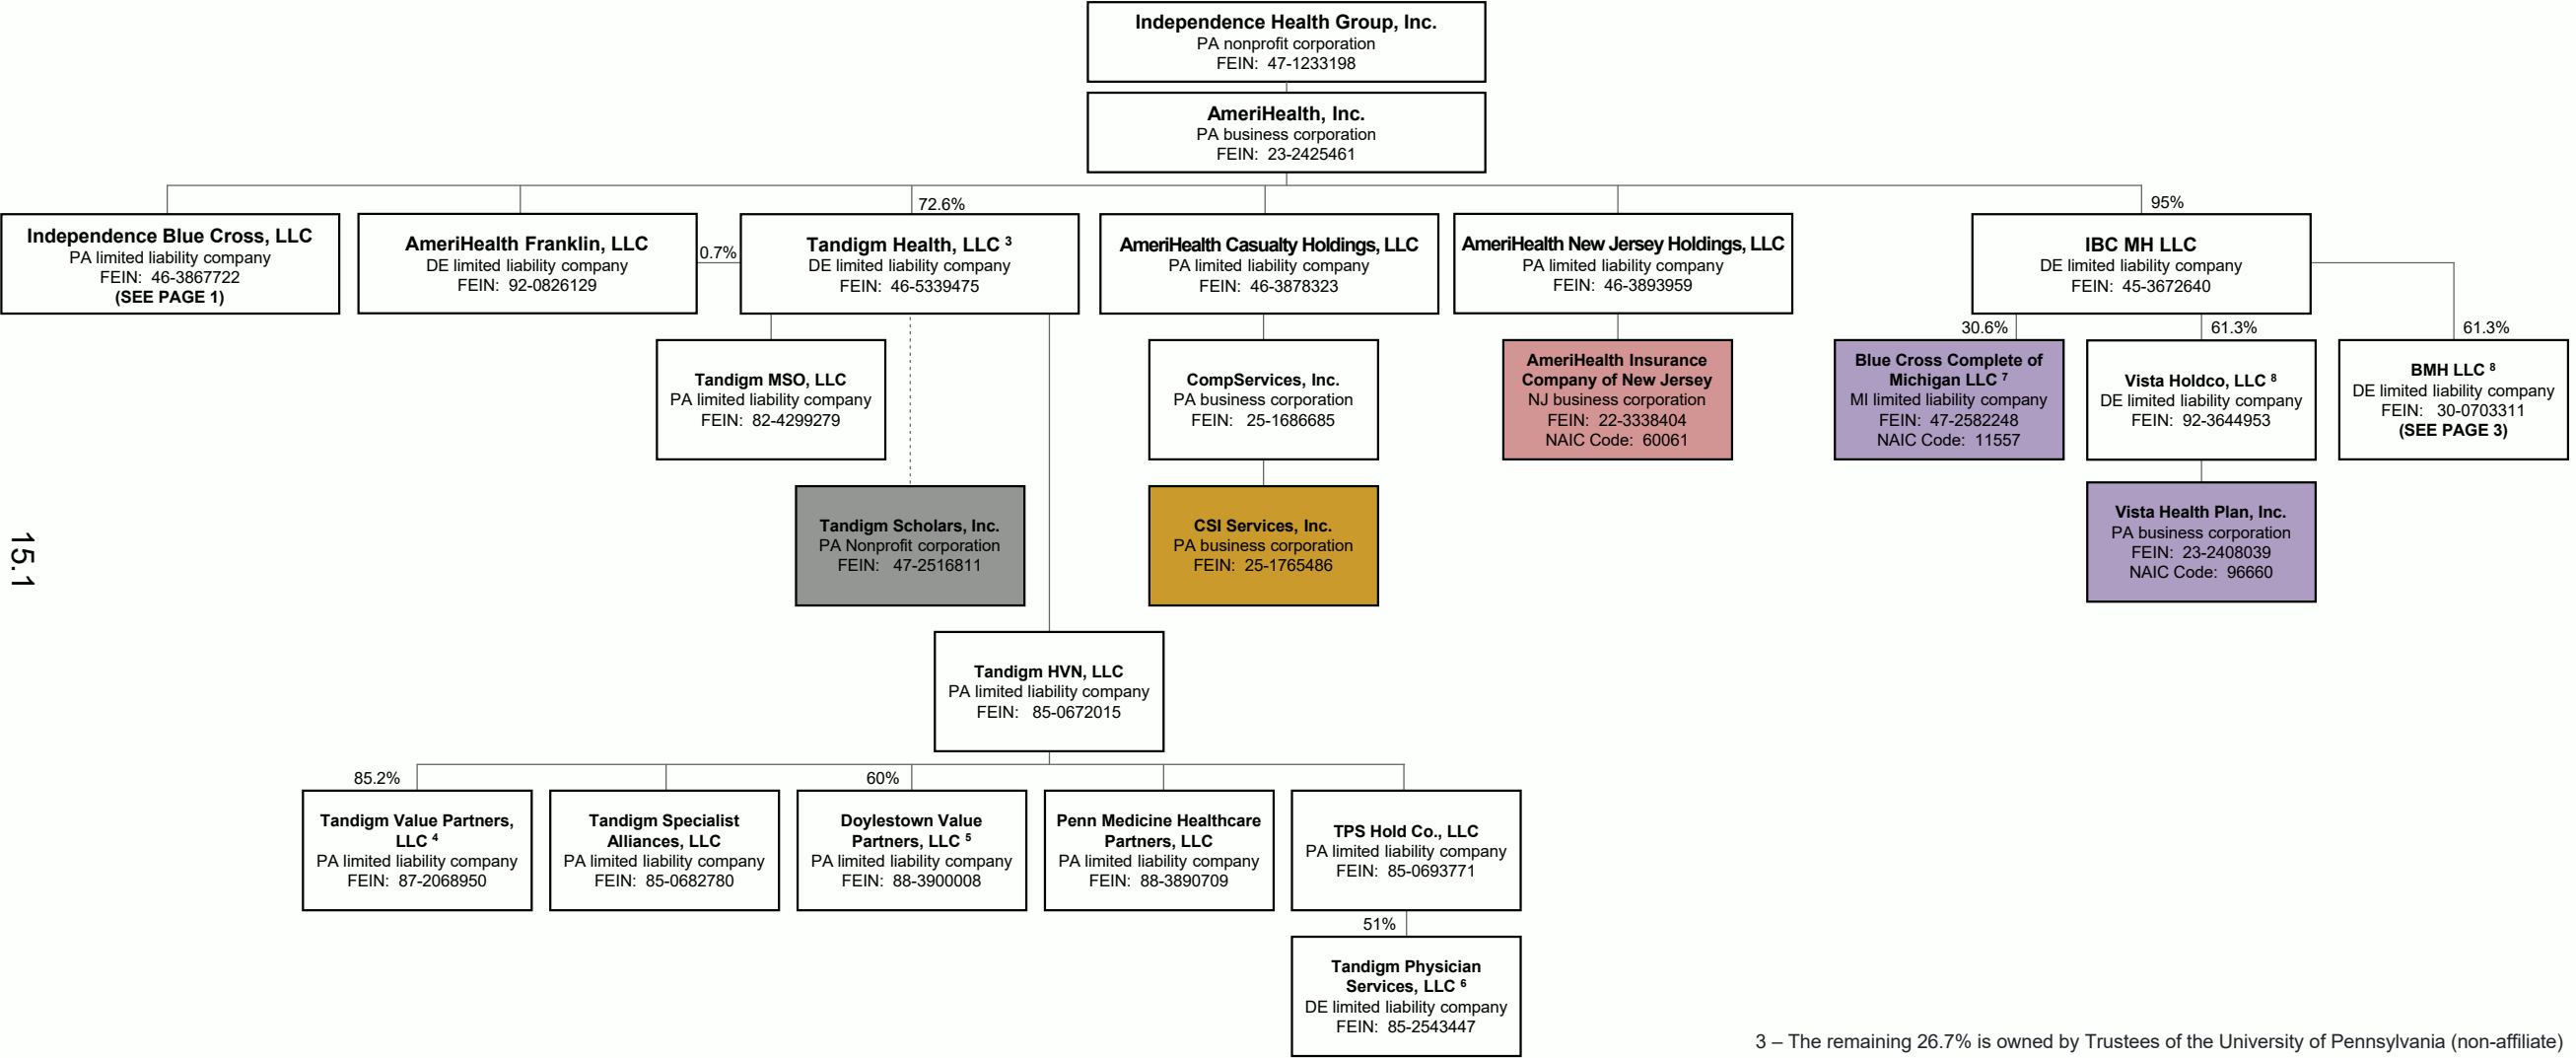 Independence Health Group, Inc.
PA nonprofit corporation
FEIN: 47-1233198
AmeriHealth, Inc.
PA business corporation
FEIN: 23-2425461
Independence Blue Cross, LLC
PA limited liability company
FEIN: 46-3867722
(SEE PAGE 1)
AmeriHealth Franklin, LLC
DE limited liability company
FEIN: 92-0826129
0.7%
72.6%
Tandigm Health, LLC 3
DE limited liability company
FEIN: 46-5339475
AmeriHealth Casualty Holdings, LLC
PA limited liability company
FEIN: 46-3878323
AmeriHealth New Jersey Holdings, LLC
PA limited liability company
FEIN: 46-3893959
95%
IBC MH LLC
DE limited liability company
FEIN: 45-3672640
Tandigm MSO, LLC
PA limited liability company
FEIN: 82-4299279
CompServices, Inc.
PA business corporation
FEIN: 25-1686685
AmeriHealth Insurance
Company of New Jersey
NJ business corporation
FEIN: 22-3338404
NAIC Code: 60061
30.6%
Blue Cross Complete of
Michigan LLC 7
MI limited liability company
FEIN: 47-2582248
NAIC Code: 11557
61.3%
Vista Holdco, LLC 8
DE limited liability company
FEIN: 92-3644953
61.3%
BMH LLC 8
DE limited liability company
FEIN: 30-0703311
(SEE PAGE 3)
Tandigm Scholars, Inc.
PA Nonprofit corporation
FEIN: 47-2516811
CSI Services, Inc.
PA business corporation
FEIN: 25-1765486
Vista Health Plan, Inc.
PA business corporation
FEIN: 23-2408039
NAIC Code: 96660
15.1
Tandigm HVN, LLC
PA limited liability company
FEIN: 85-0672015
85.2%
Tandigm Value Partners,
LLC 4
PA limited liability company
FEIN: 87-2068950
Tandigm Specialist
Alliances, LLC
PA limited liability company
FEIN: 85-0682780
60%
Doylestown Value
Partners, LLC 5
PA limited liability company
FEIN: 88-3900008
Penn Medicine Healthcare
Partners, LLC
PA limited liability company
FEIN: 88-3890709
TPS Hold Co., LLC
PA limited liability company
FEIN: 85-0693771
51%
Tandigm Physician
Services, LLC 6
DE limited liability company
FEIN: 85-2543447
3 – The remaining 26.7% is owned by Trustees of the University of Pennsylvania (non-affiliate)